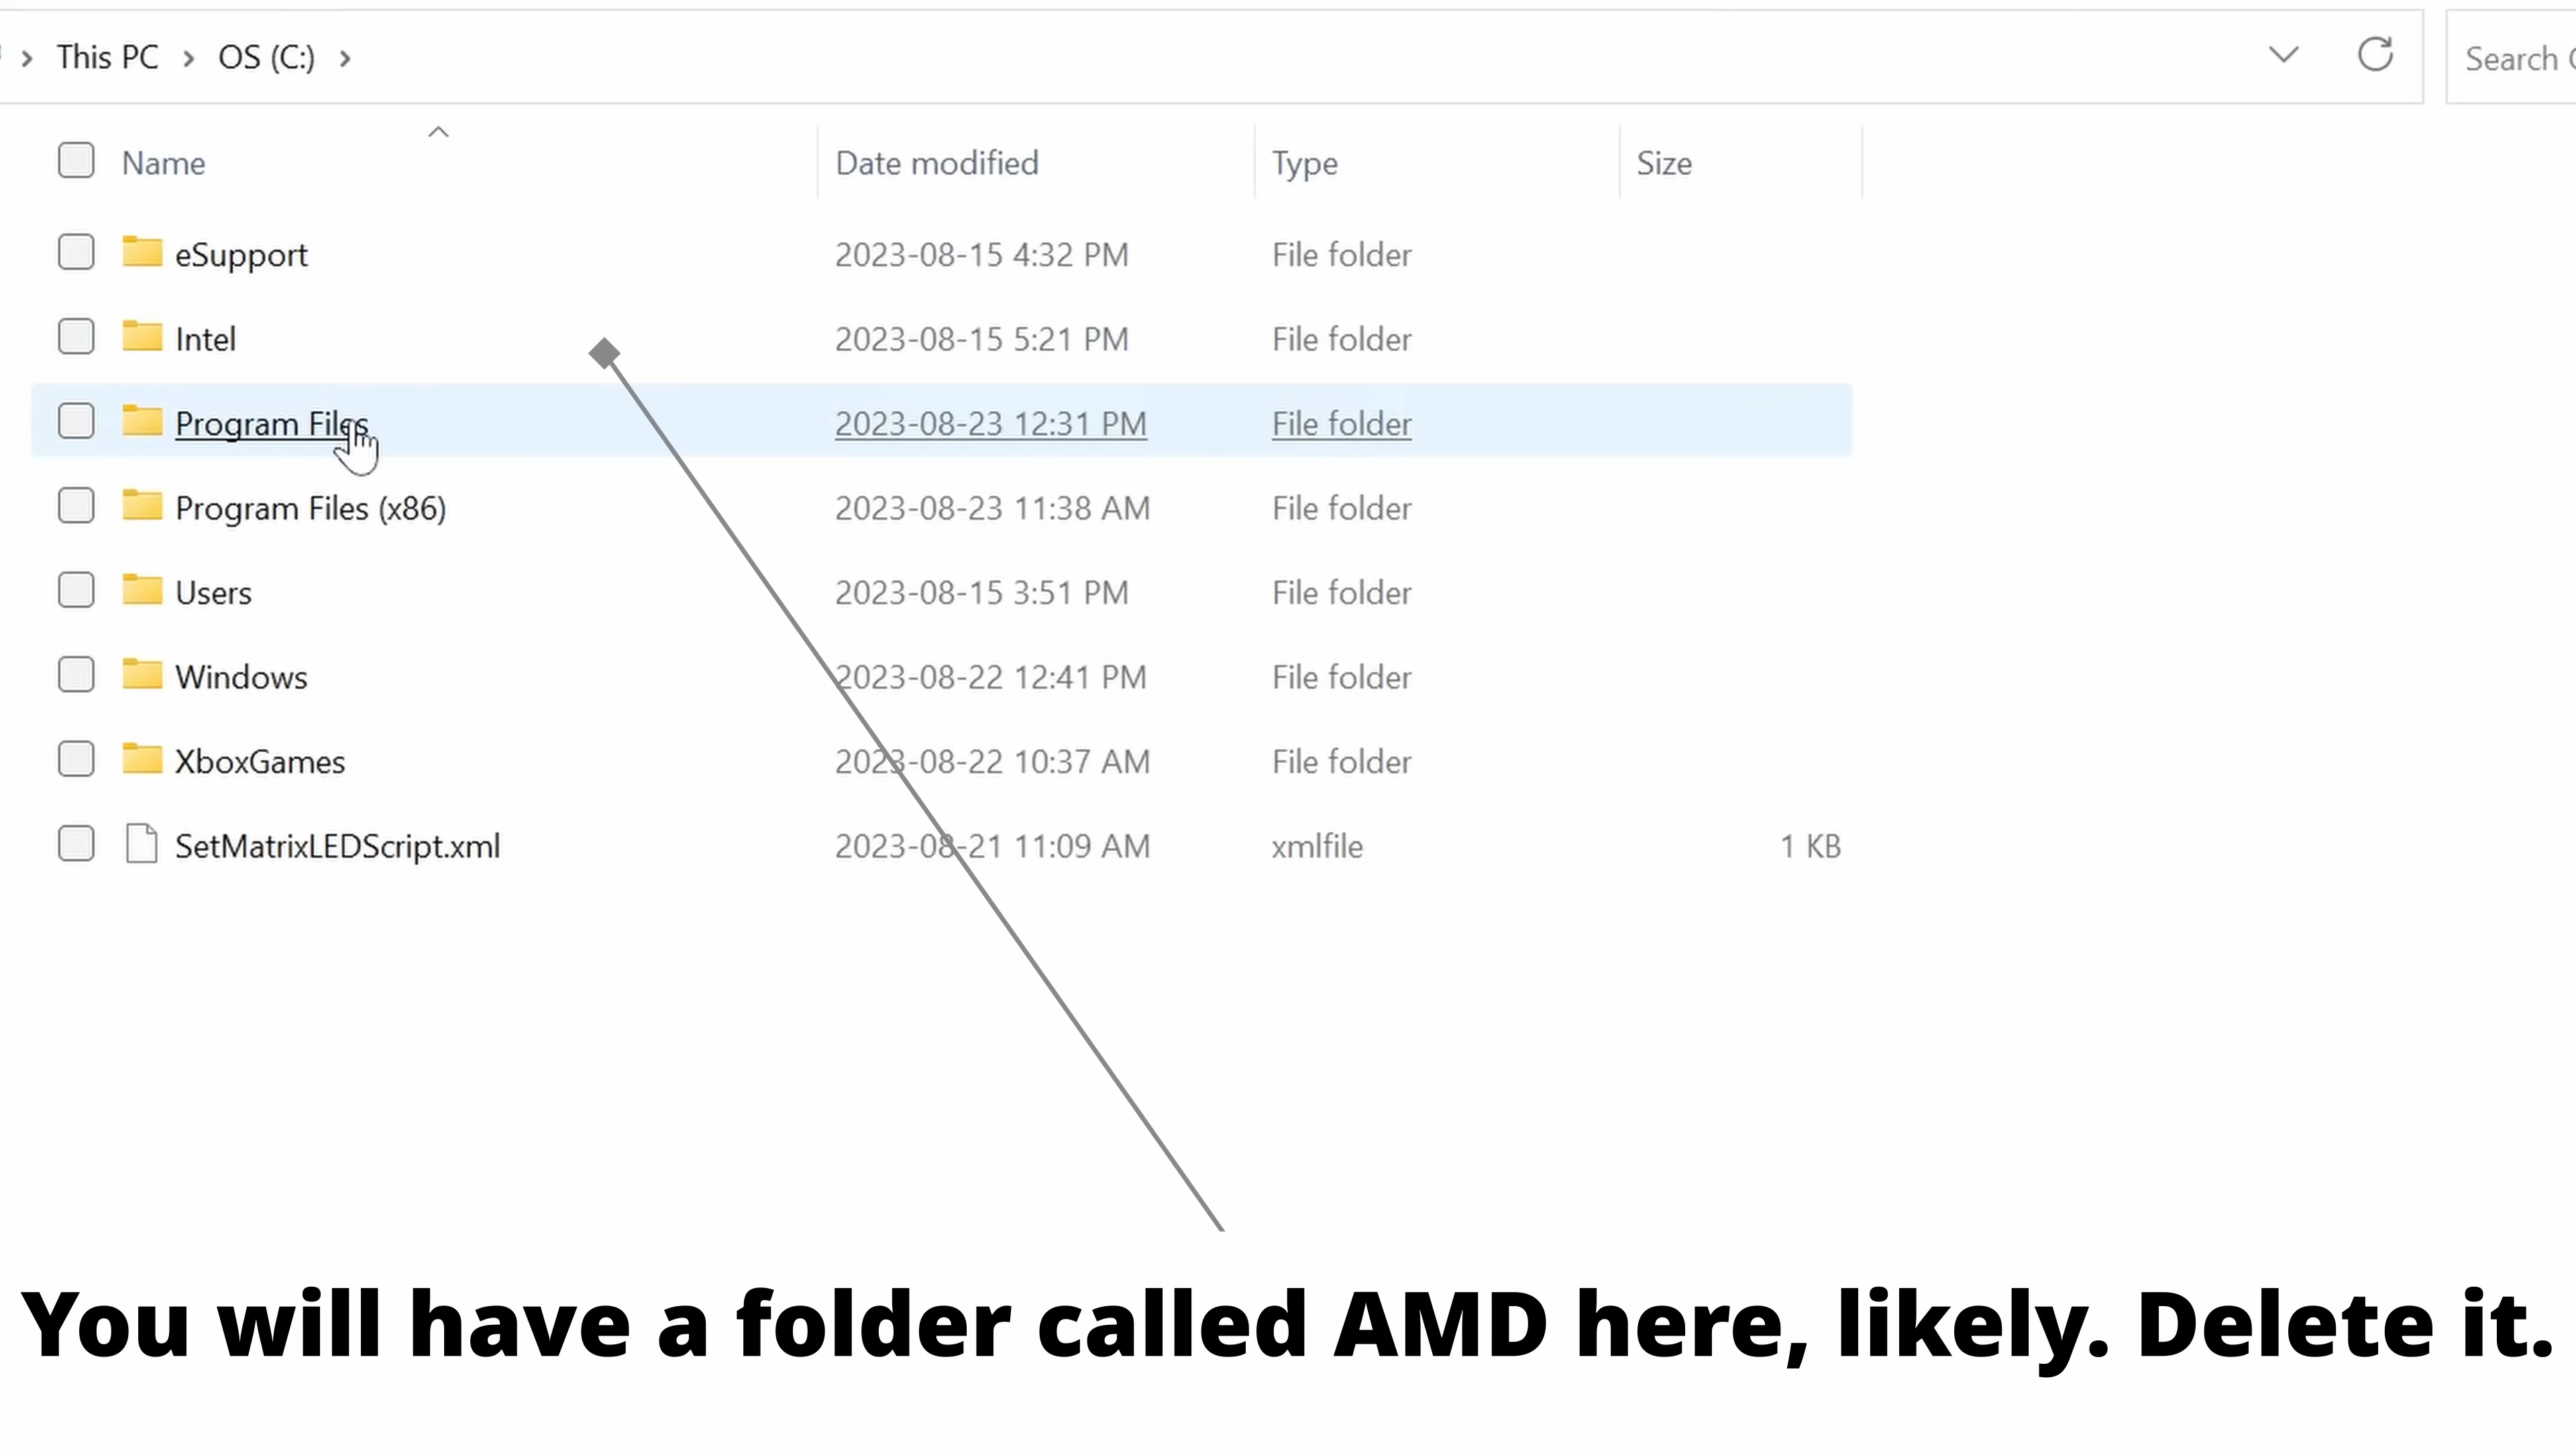 This PC > OS (C:) >
Search
Name Date modified Type Size
eSupport 2023-08-15 4:32 PM File folder
Intel 2023-08-15 5:21 PM File folder
Program Files 2023-08-23 12:31 PM File folder
Program Files (x86) 2023-08-23 11:38 AM File folder
Users 2023-08-15 3:51 PM File folder
Windows 2023-08-22 12:41 PM File folder
XboxGames 2023-08-22 10:37 AM File folder
SetMatrixLEDScript.xml 2023-08-21 11:09 AM xmlfile 1 KB
You will have a folder called AMD here, likely. Delete it.